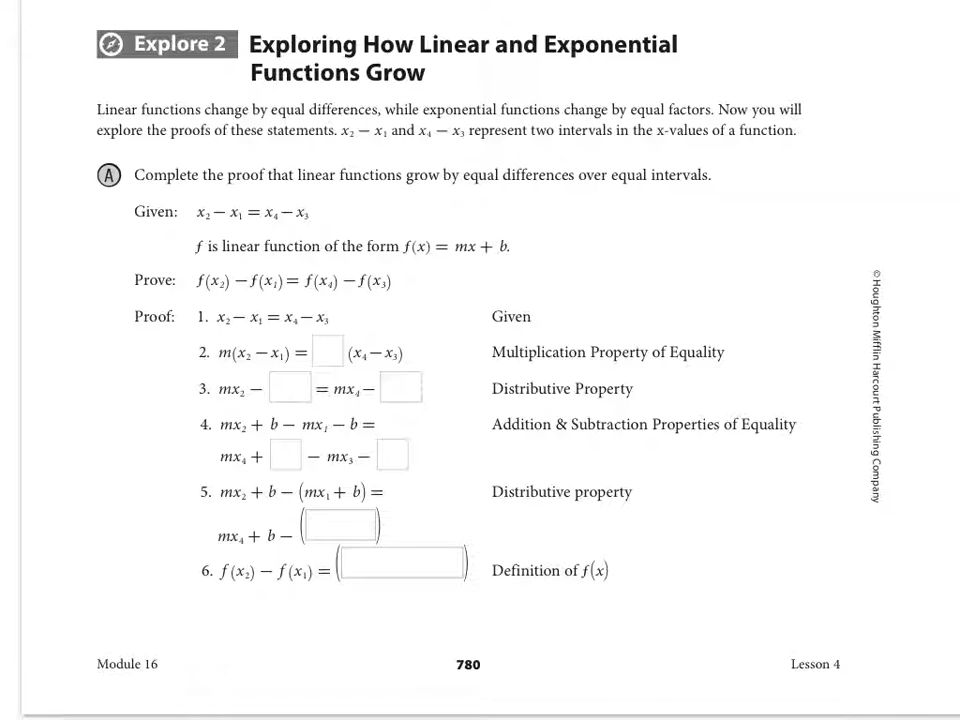 Explore 2 Exploring How Linear and Exponential
Functions Grow
Linear functions change by equal differences, while exponential functions change by equal factors. Now you will
explore the proofs of these statements. x₂ − x₁ and x₄ − x₃ represent two intervals in the x-values of a function.
A Complete the proof that linear functions grow by equal differences over equal intervals.
Given: x₂ − x₁ = x₄ − x₃
f is linear function of the form f(x) = mx + b.
Prove: f(x₂) − f(x₁) = f(x₄) − f(x₃)
Proof: 1. x₂ − x₁ = x₄ − x₃ Given
2. m(x₂ − x₁) = (x₄ − x₃) Multiplication Property of Equality
3. mx₂ − = mx₄ − Distributive Property
4. mx₂ + b − mx₁ − b = Addition & Subtraction Properties of Equality
mx₄ + − mx₃ −
5. mx₂ + b − (mx₁ + b) = Distributive property
mx₄ + b − ( )
6. f(x₂) − f(x₁) = ( ) Definition of f(x)
© Houghton Mifflin Harcourt Publishing Company
Module 16 780 Lesson 4